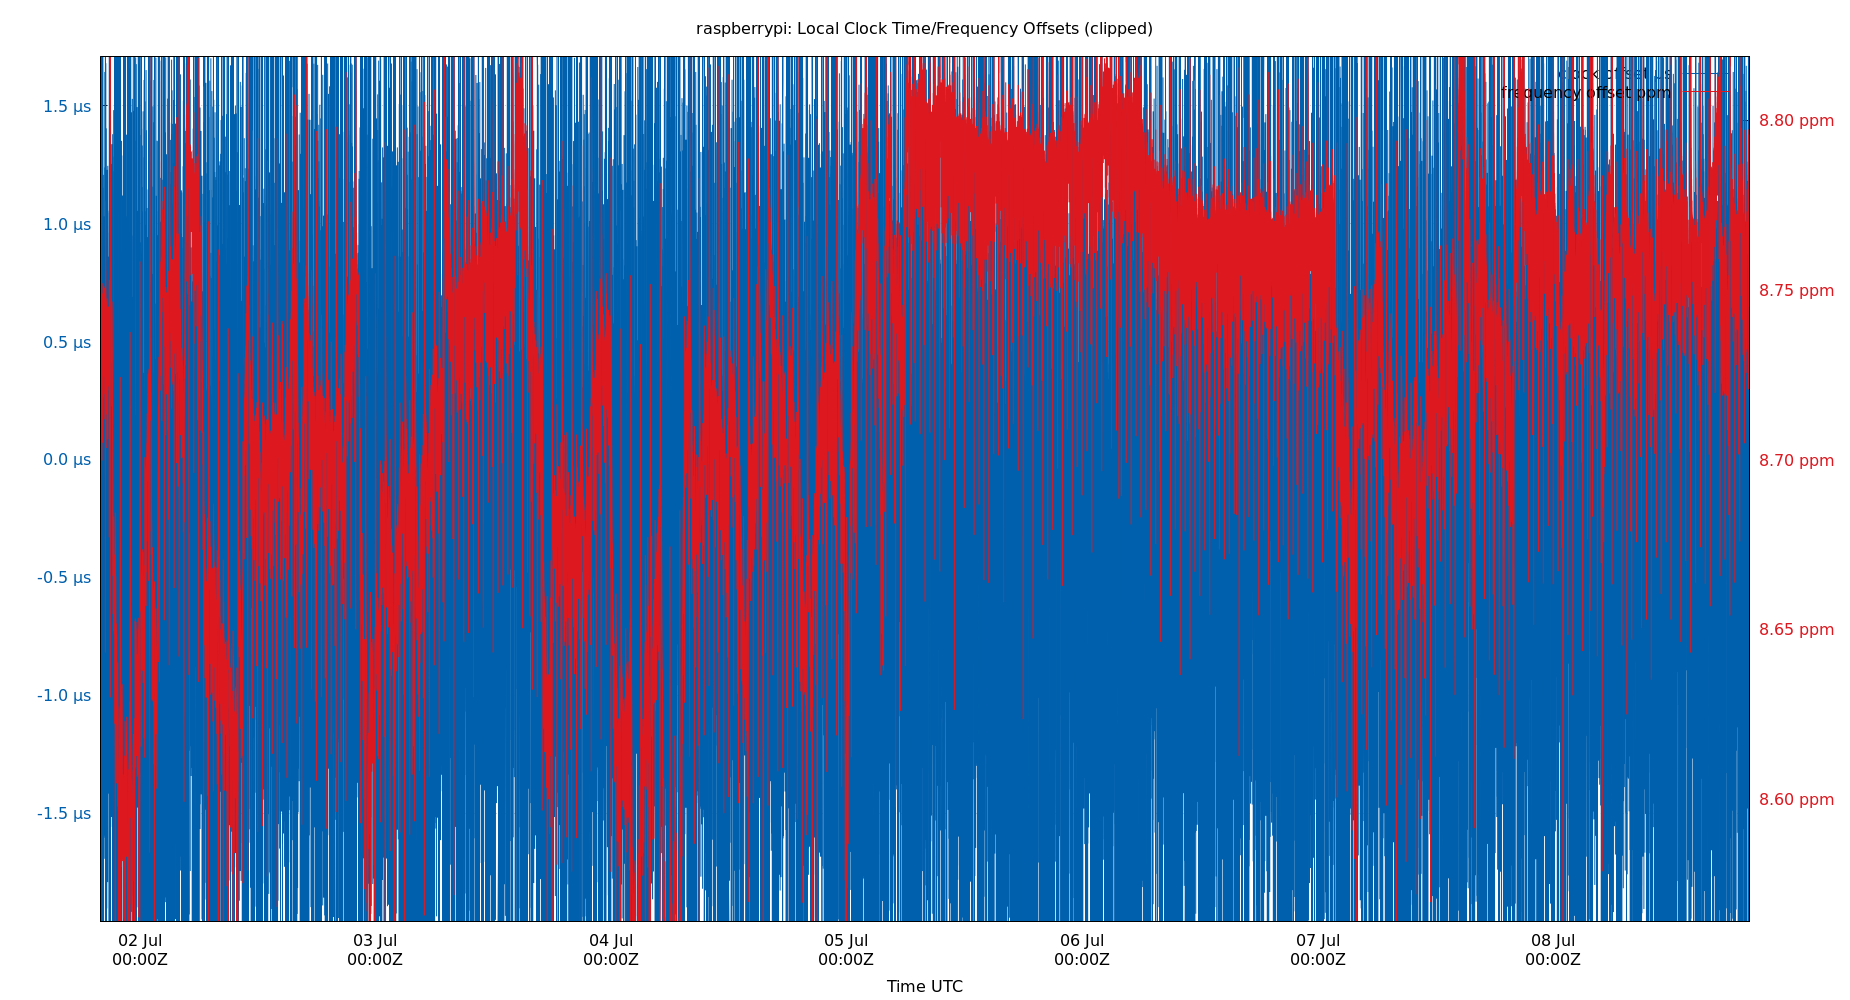 raspberrypi: Local Clock Time/Frequency Offsets (clipped)
clock offset μs
frequency offset ppm
1.5 μs
1.0 μs
0.5 μs
0.0 μs
-0.5 μs
-1.0 μs
-1.5 μs
8.80 ppm
8.75 ppm
8.70 ppm
8.65 ppm
8.60 ppm
02 Jul
00:00Z
03 Jul
00:00Z
04 Jul
00:00Z
05 Jul
00:00Z
06 Jul
00:00Z
07 Jul
00:00Z
08 Jul
00:00Z
Time UTC